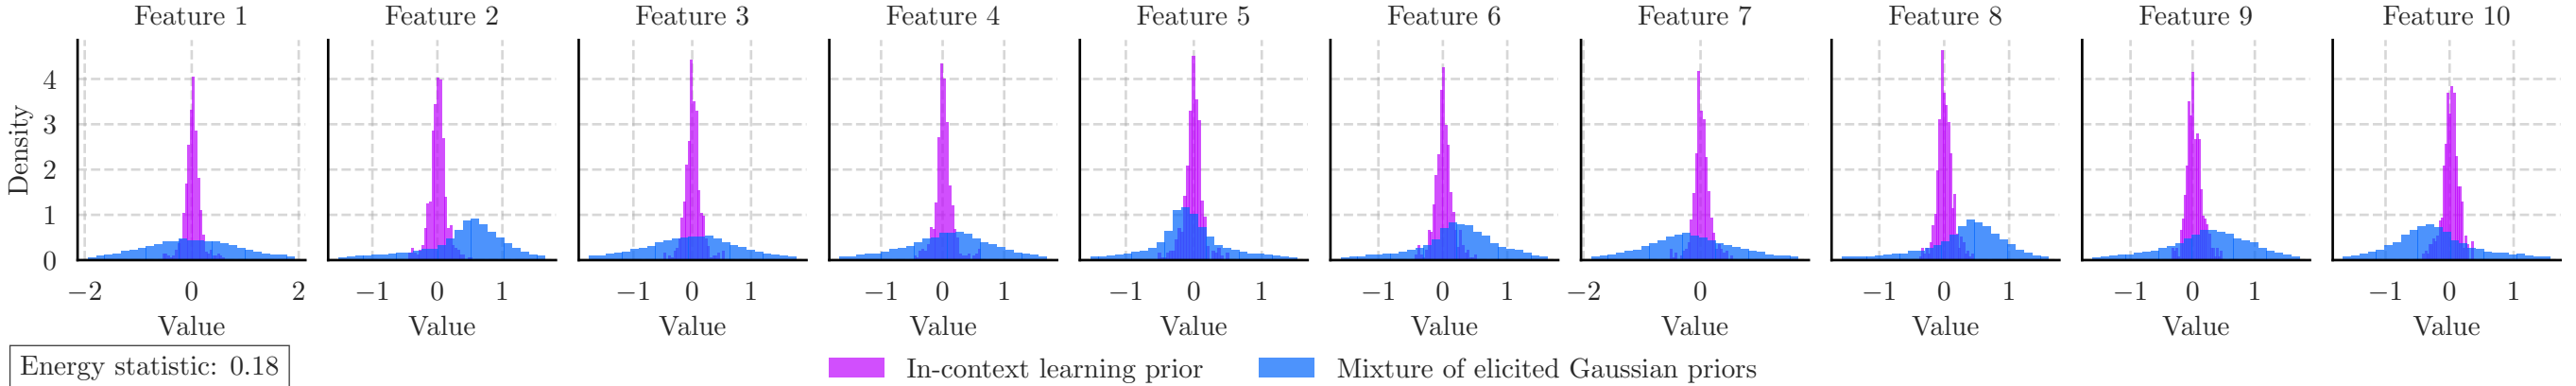 Feature 1 Feature 2 Feature 3 Feature 4 Feature 5 Feature 6 Feature 7 Feature 8 Feature 9 Feature 10
4
3
2
1
0
Density
−2 0 2 −1 0 1 −1 0 1 −1 0 1 −1 0 1 −1 0 1 −2 0 −1 0 1 −1 0 1 −1 0 1
Value Value Value Value Value Value Value Value Value Value
Energy statistic: 0.18
In-context learning prior Mixture of elicited Gaussian priors